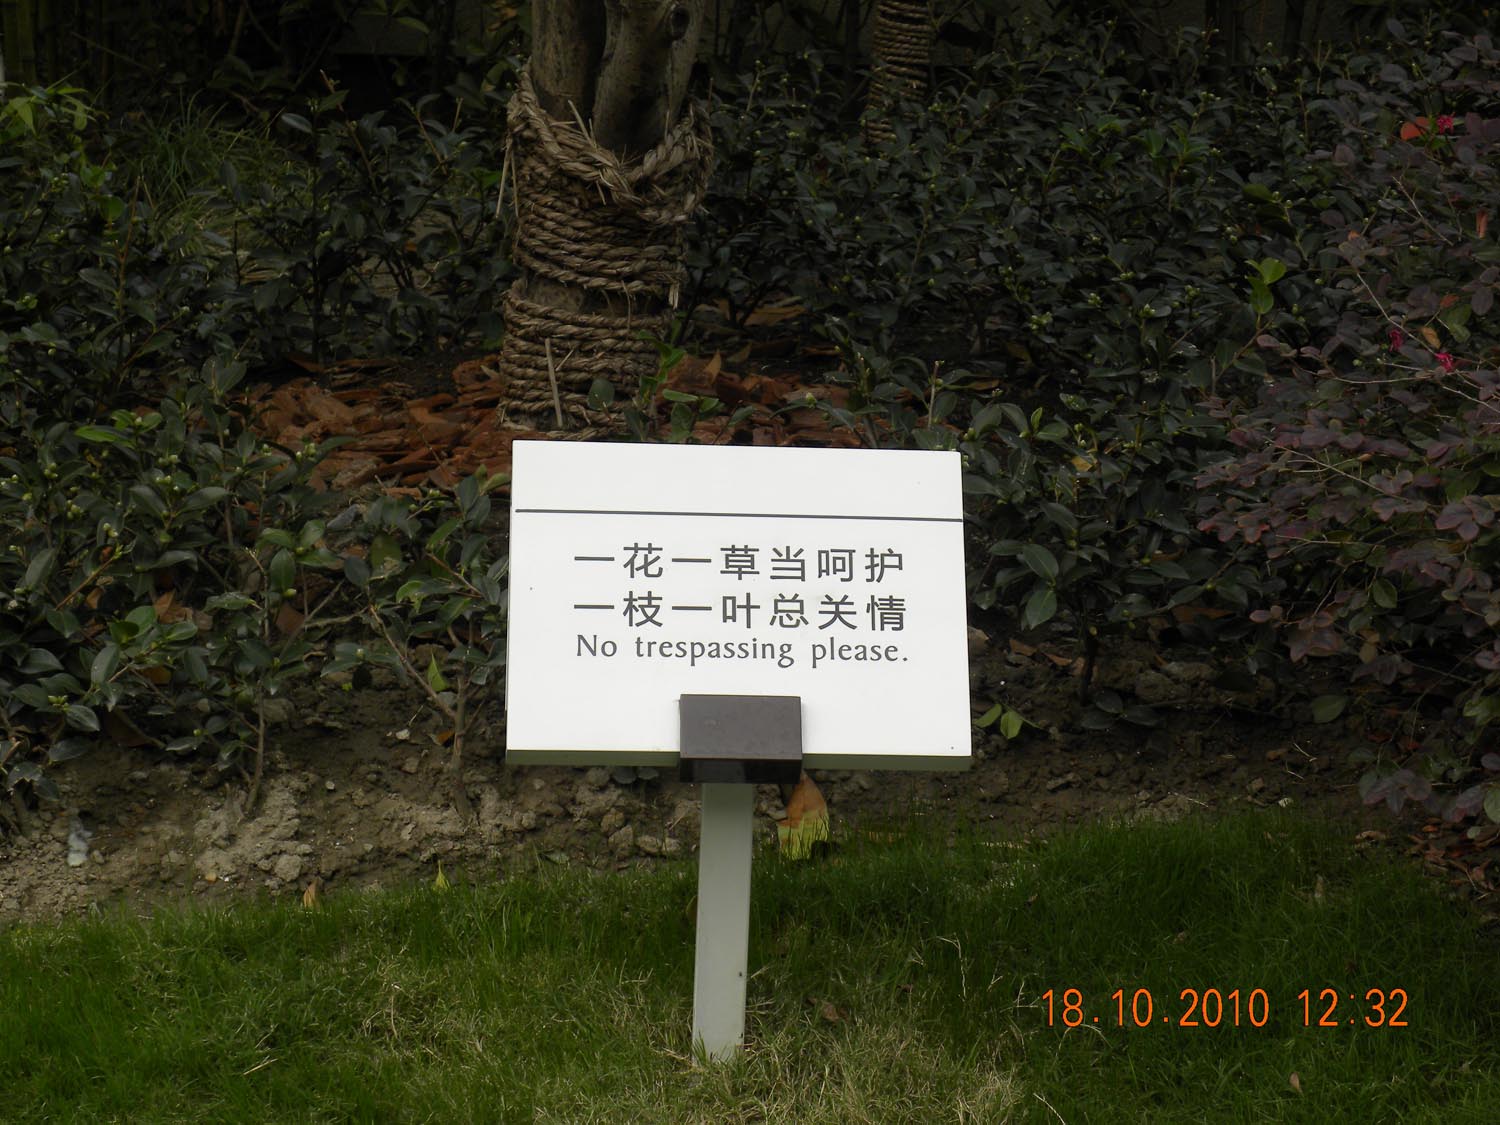 一花一草当呵护
一枝一叶总关情
No trespassing please.
18.10.2010 12:32